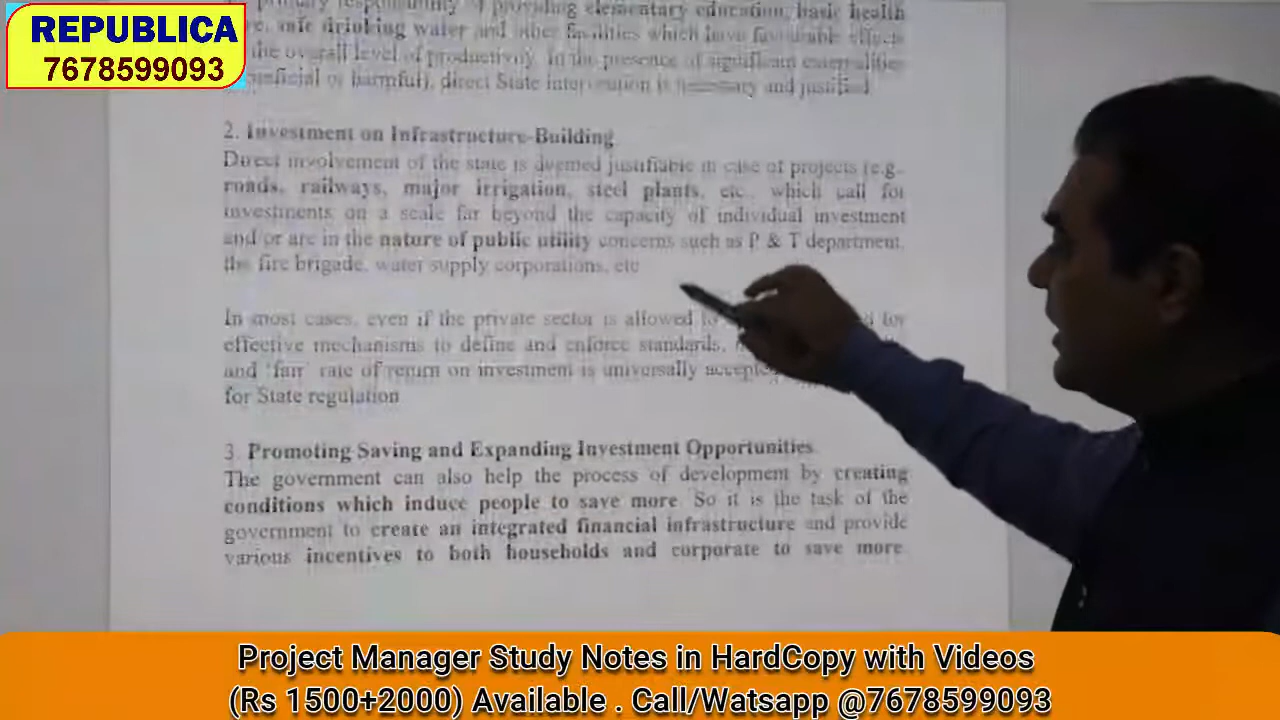 REPUBLICA
7678599093
primary responsibility of providing elementary education, basic health
safe drinking water and other facilities which have favourable effects
the overall level of productivity. In the presence of significant externalities
or harmful), direct State intervention is necessary and justified
2. Investment on Infrastructure-Building
Direct involvement of the state is deemed justifiable in case of projects (e.g.
roads, railways, major irrigation, steel plants, etc., which call for
investments on a scale far beyond the capacity of individual investment
and/or are in the nature of public utility concerns such as P & T department,
the fire brigade, water supply corporations, etc
In most cases, even if the private sector is allowed to for
effective mechanisms to define and enforce standards,
and 'fair' rate of return on investment is universally
for State regulation
3. Promoting Saving and Expanding Investment Opportunities
The government can also help the process of development by creating
conditions which induce people to save more. So it is the task of the
government to create an integrated financial infrastructure and provide
various incentives to both households and corporate to save more.
Project Manager Study Notes in HardCopy with Videos
(Rs 1500+2000) Available . Call/Watsapp @7678599093